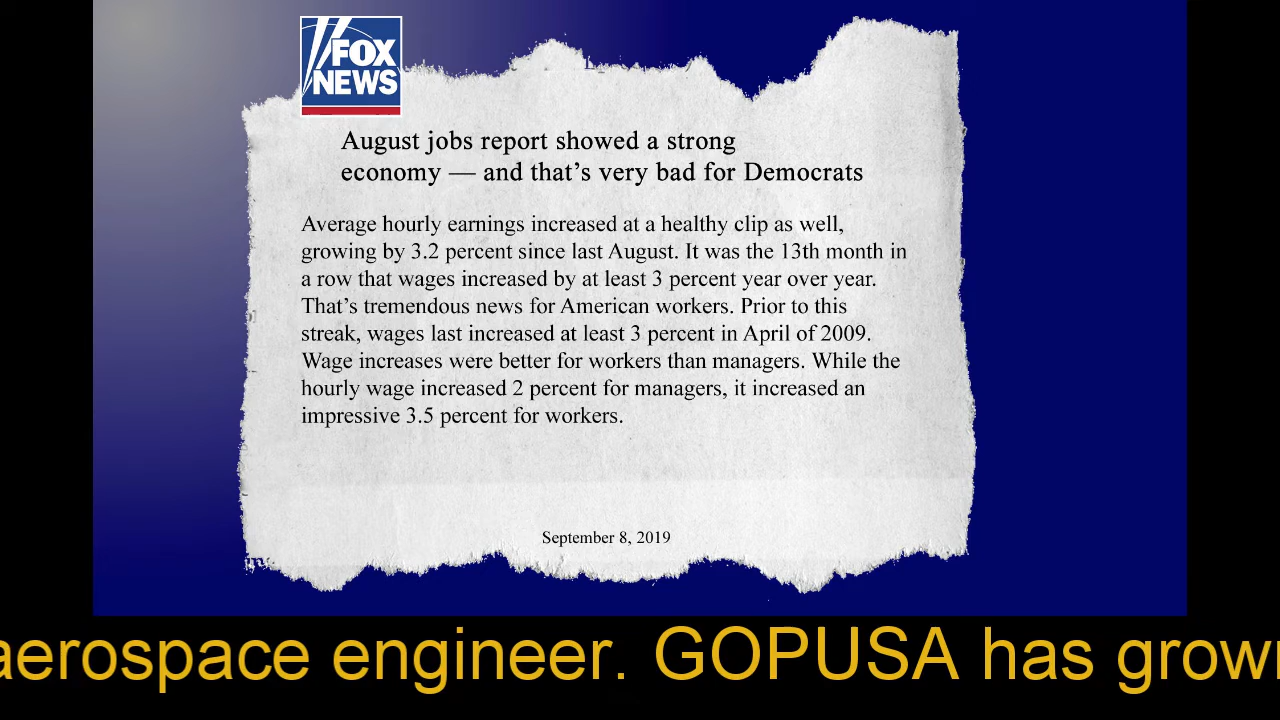 FOX
NEWS
August jobs report showed a strong
economy — and that’s very bad for Democrats
Average hourly earnings increased at a healthy clip as well,
growing by 3.2 percent since last August. It was the 13th month in
a row that wages increased by at least 3 percent year over year.
That’s tremendous news for American workers. Prior to this
streak, wages last increased at least 3 percent in April of 2009.
Wage increases were better for workers than managers. While the
hourly wage increased 2 percent for managers, it increased an
impressive 3.5 percent for workers.
September 8, 2019
aerospace engineer. GOPUSA has grown